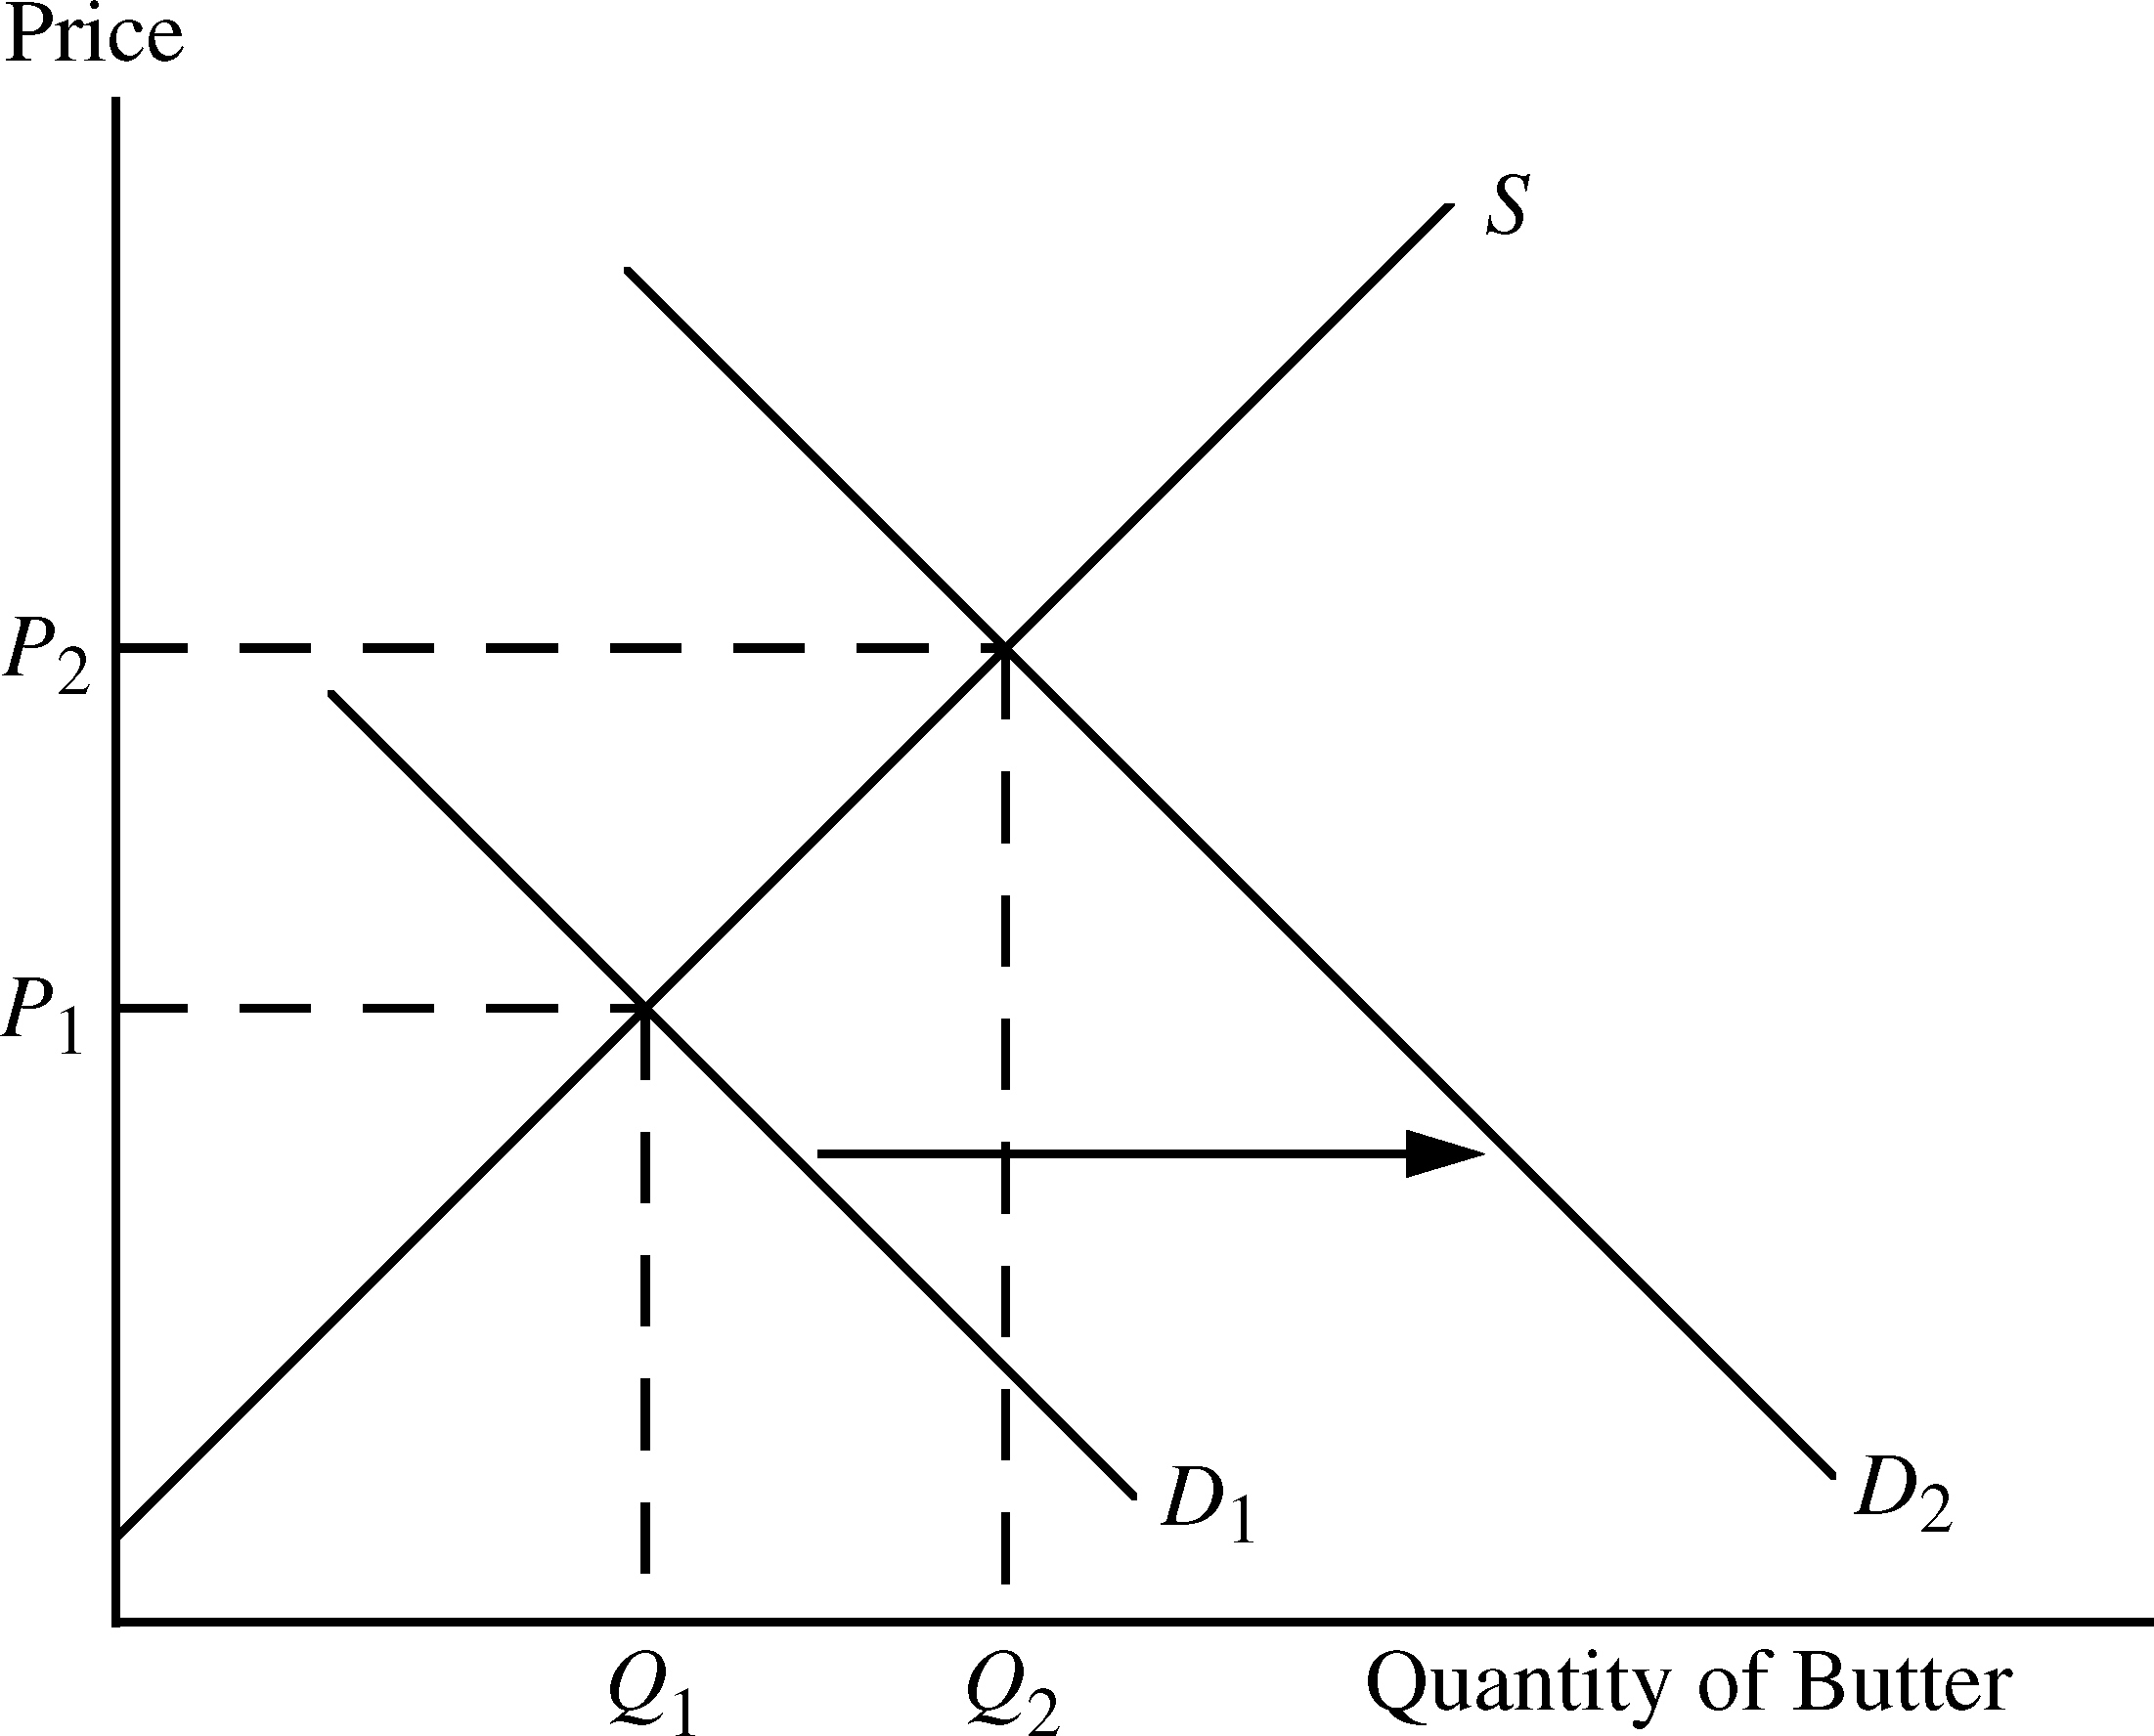 Price
S
P2
P1
D1
D2
Q1
Q2
Quantity of Butter